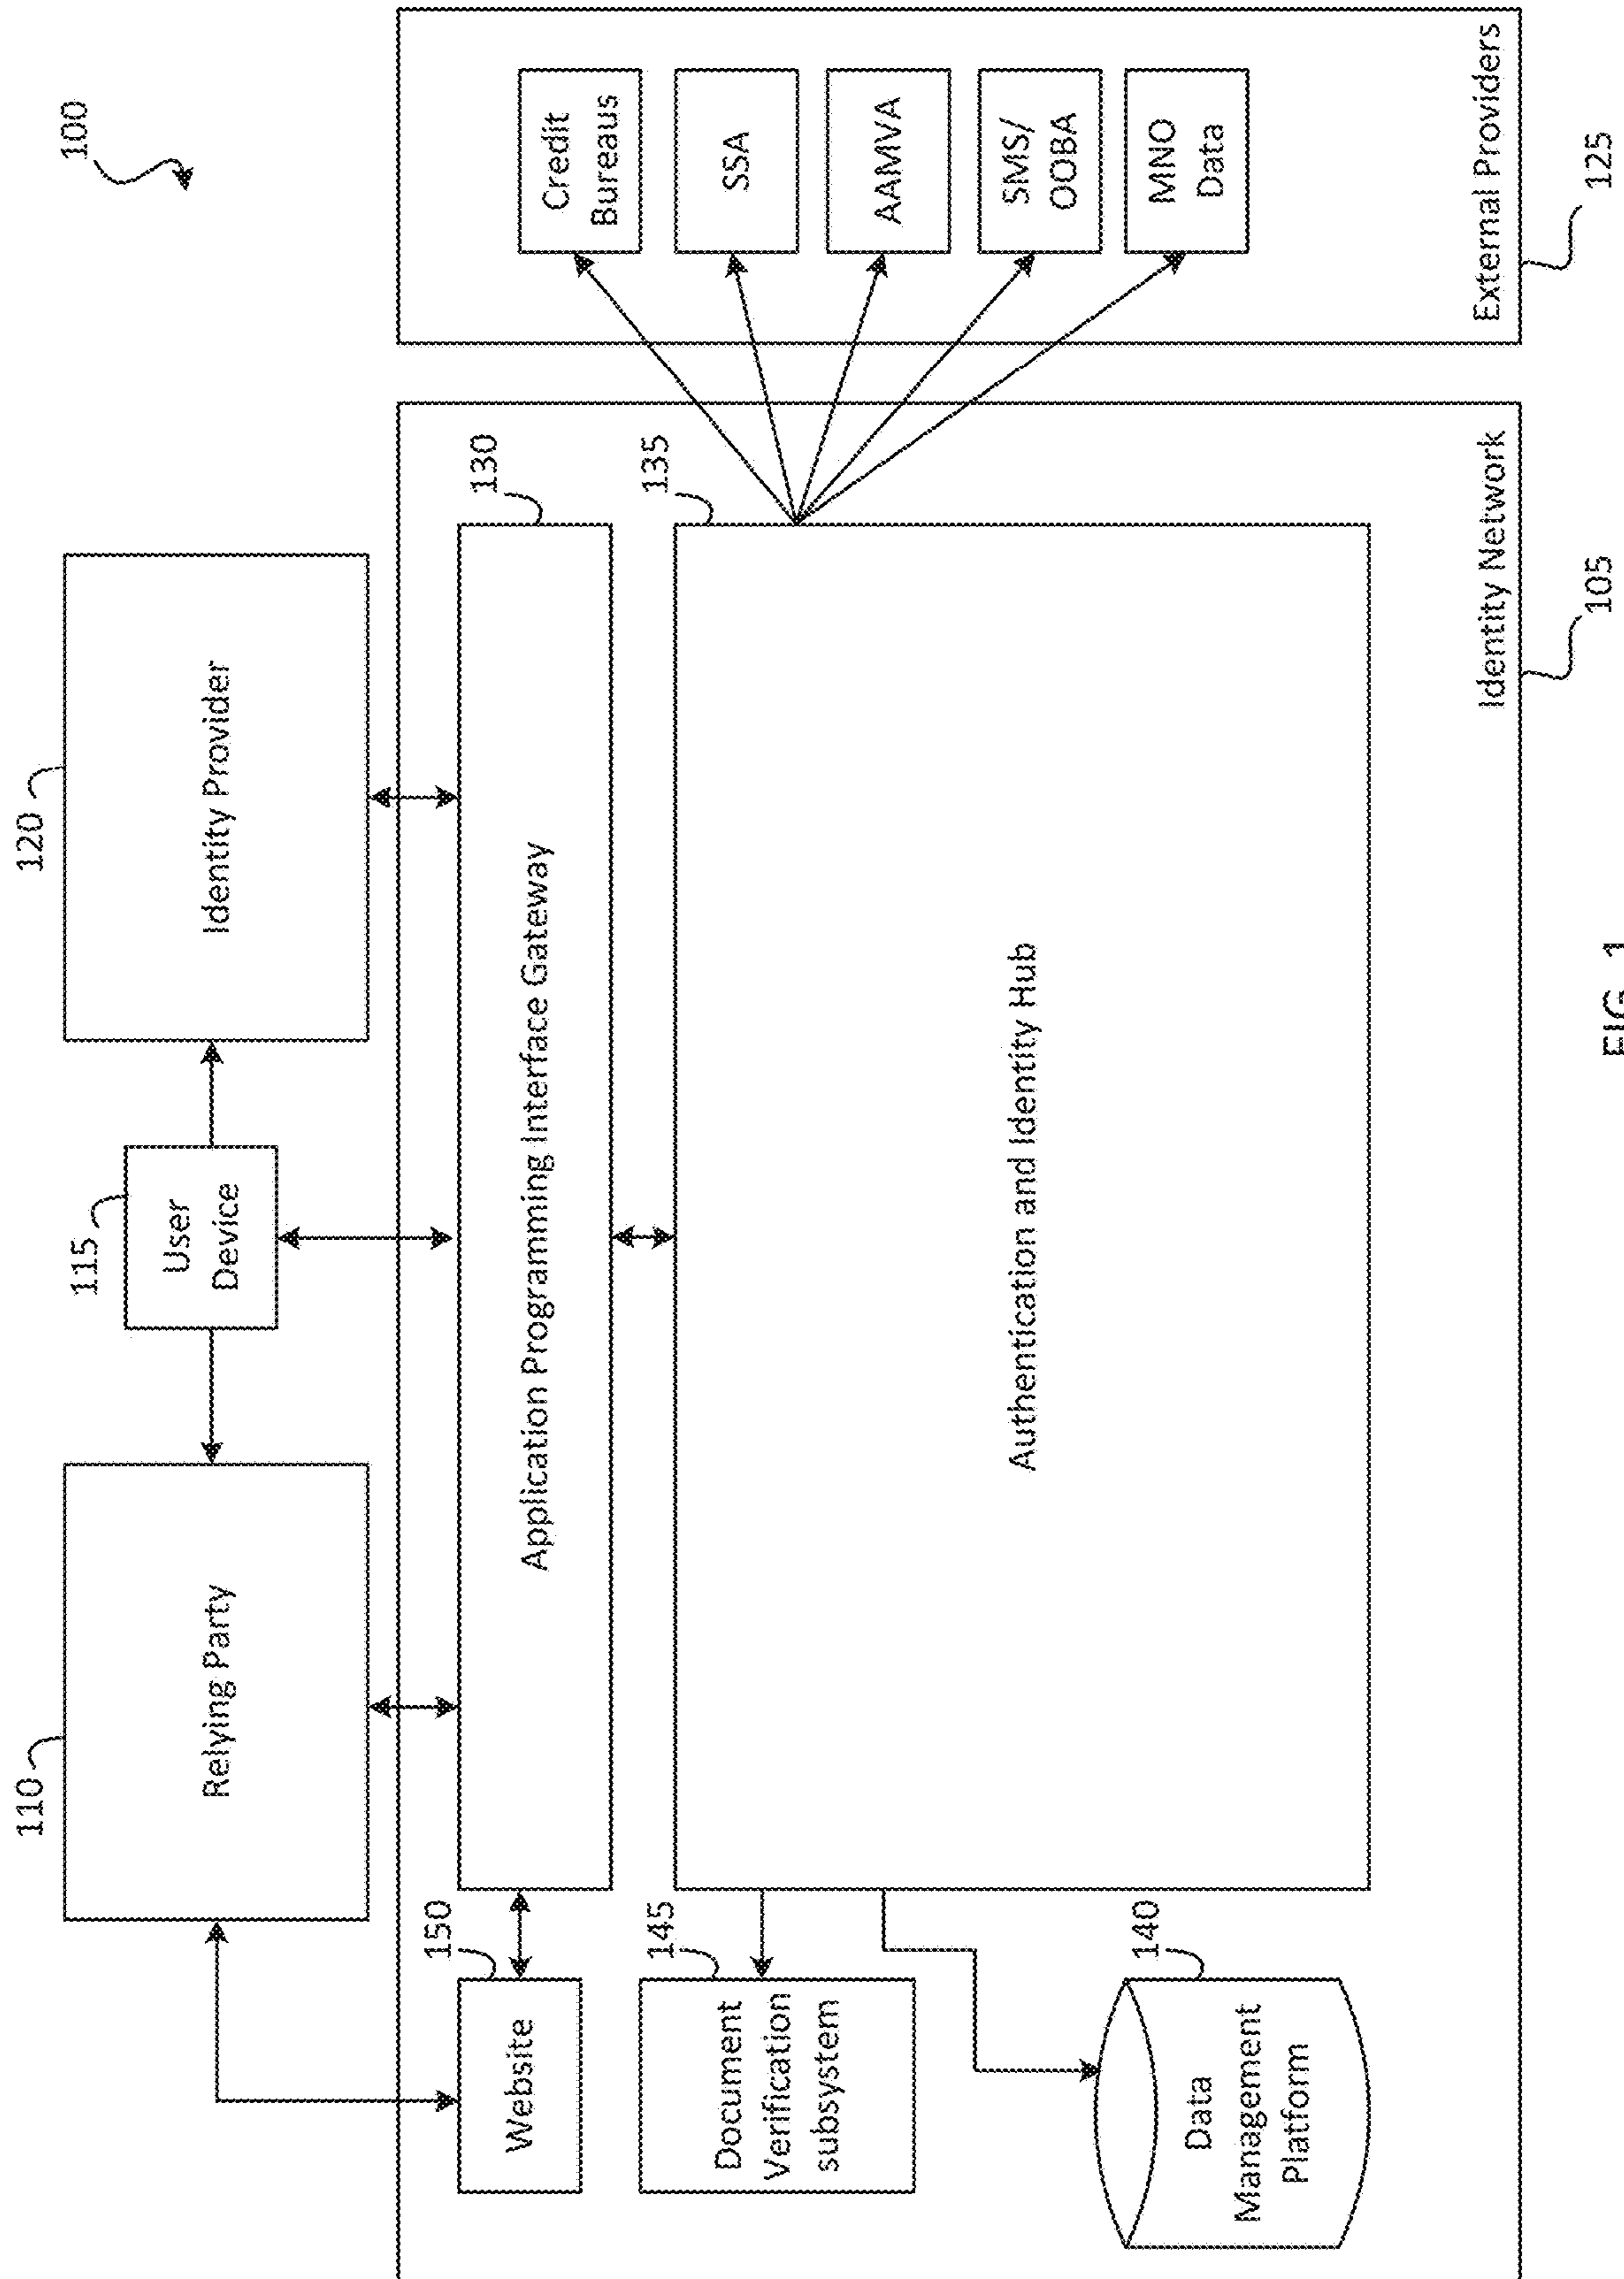 100
110
Relying Party
115
User
Device
120
Identity Provider
150
Website
130
Application Programming Interface Gateway
145
Document
Verification
subsystem
135
Authentication and Identity Hub
140
Data
Management
Platform
Identity Network
105
Credit
Bureaus
SSA
AAMVA
SMS/
OOBA
MNO
Data
External Providers
125
FIG. 1